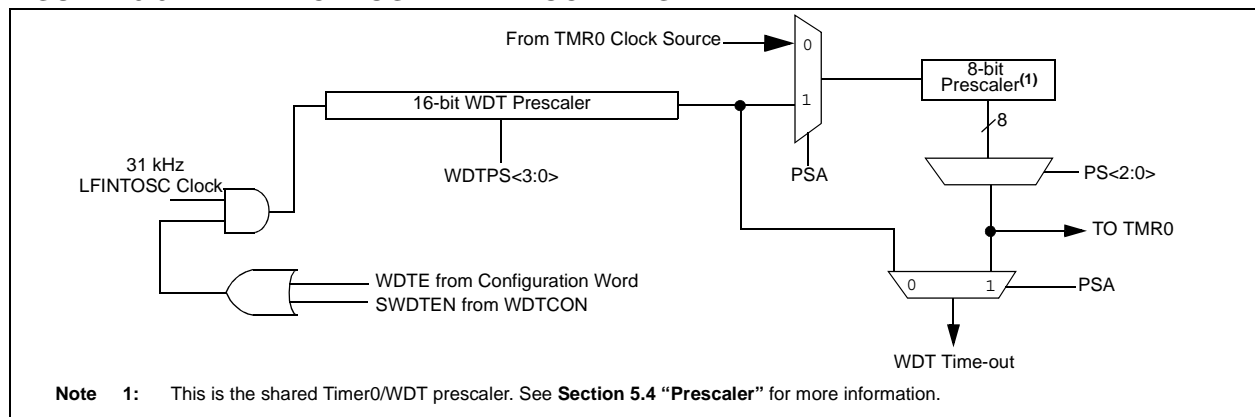 From TMR0 Clock Source
0
1
8-bit
Prescaler(1)
16-bit WDT Prescaler
8
31 kHz
LFINTOSC Clock
WDTPS<3:0>
PSA
PS<2:0>
TO TMR0
WDTE from Configuration Word
SWDTEN from WDTCON
0
1
PSA
WDT Time-out
Note 1: This is the shared Timer0/WDT prescaler. See Section 5.4 “Prescaler” for more information.